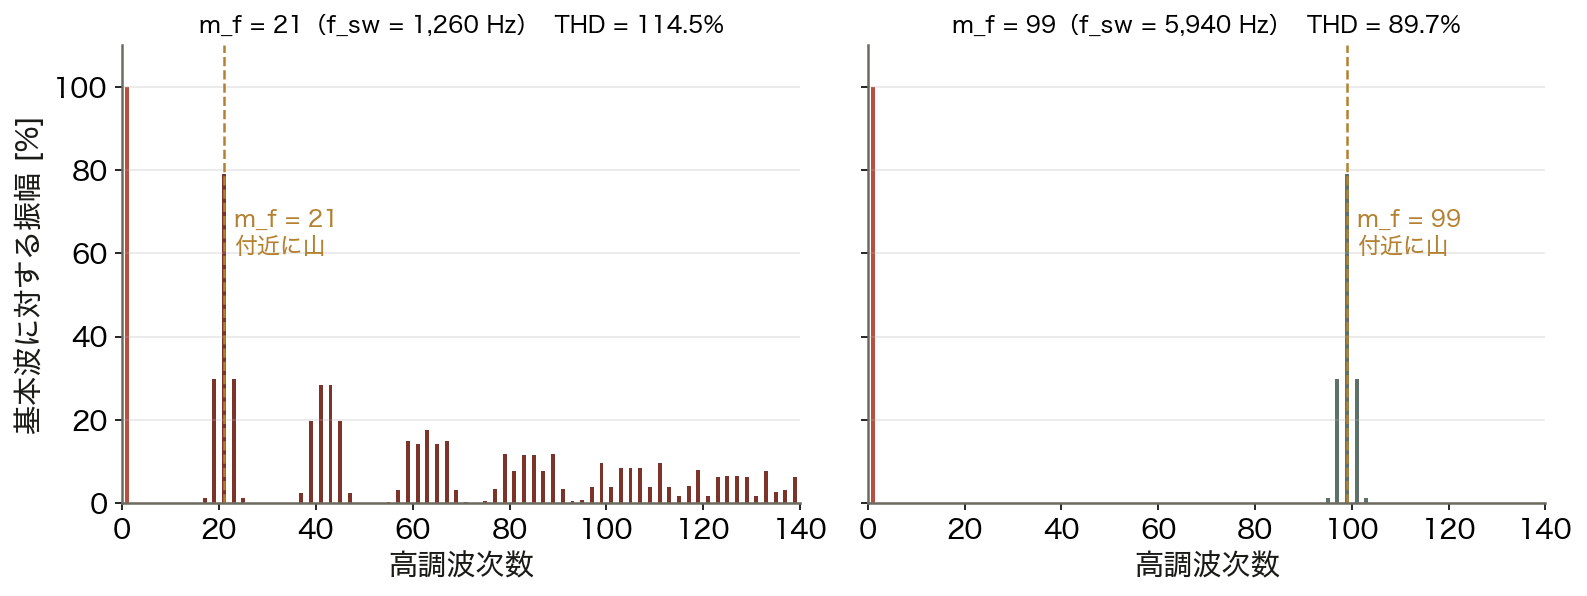 m_f = 21（f_sw = 1,260 Hz） THD = 114.5%
基本波に対する振幅 [%]
100
80
60
40
20
0
m_f = 21
付近に山
0 20 40 60 80 100 120 140
高調波次数
m_f = 99（f_sw = 5,940 Hz） THD = 89.7%
m_f = 99
付近に山
0 20 40 60 80 100 120 140
高調波次数